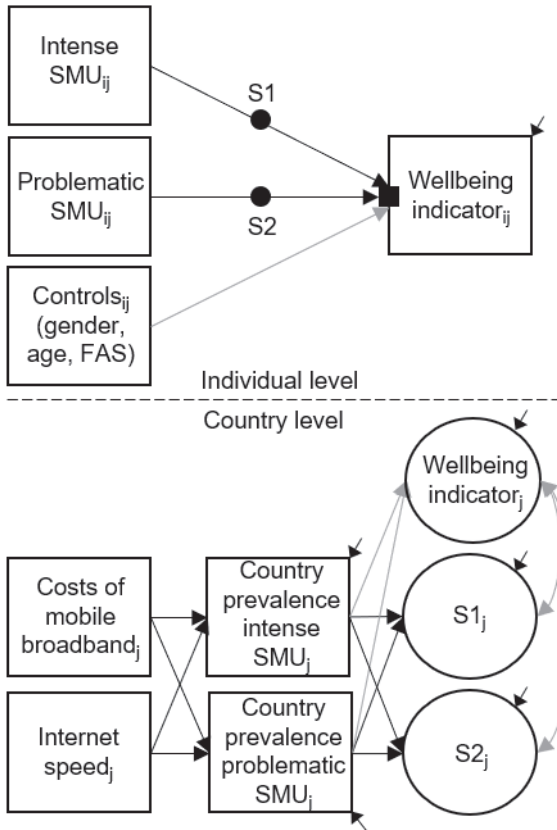 Intense
SMUij
S1
Problematic
SMUij
S2
Wellbeing
indicatorij
Controlsij
(gender,
age, FAS)
Individual level
Country level
Wellbeing
indicatorj
Costs of
mobile
broadbandj
Country
prevalence
intense
SMUj
S1j
Internet
speedj
Country
prevalence
problematic
SMUj
S2j